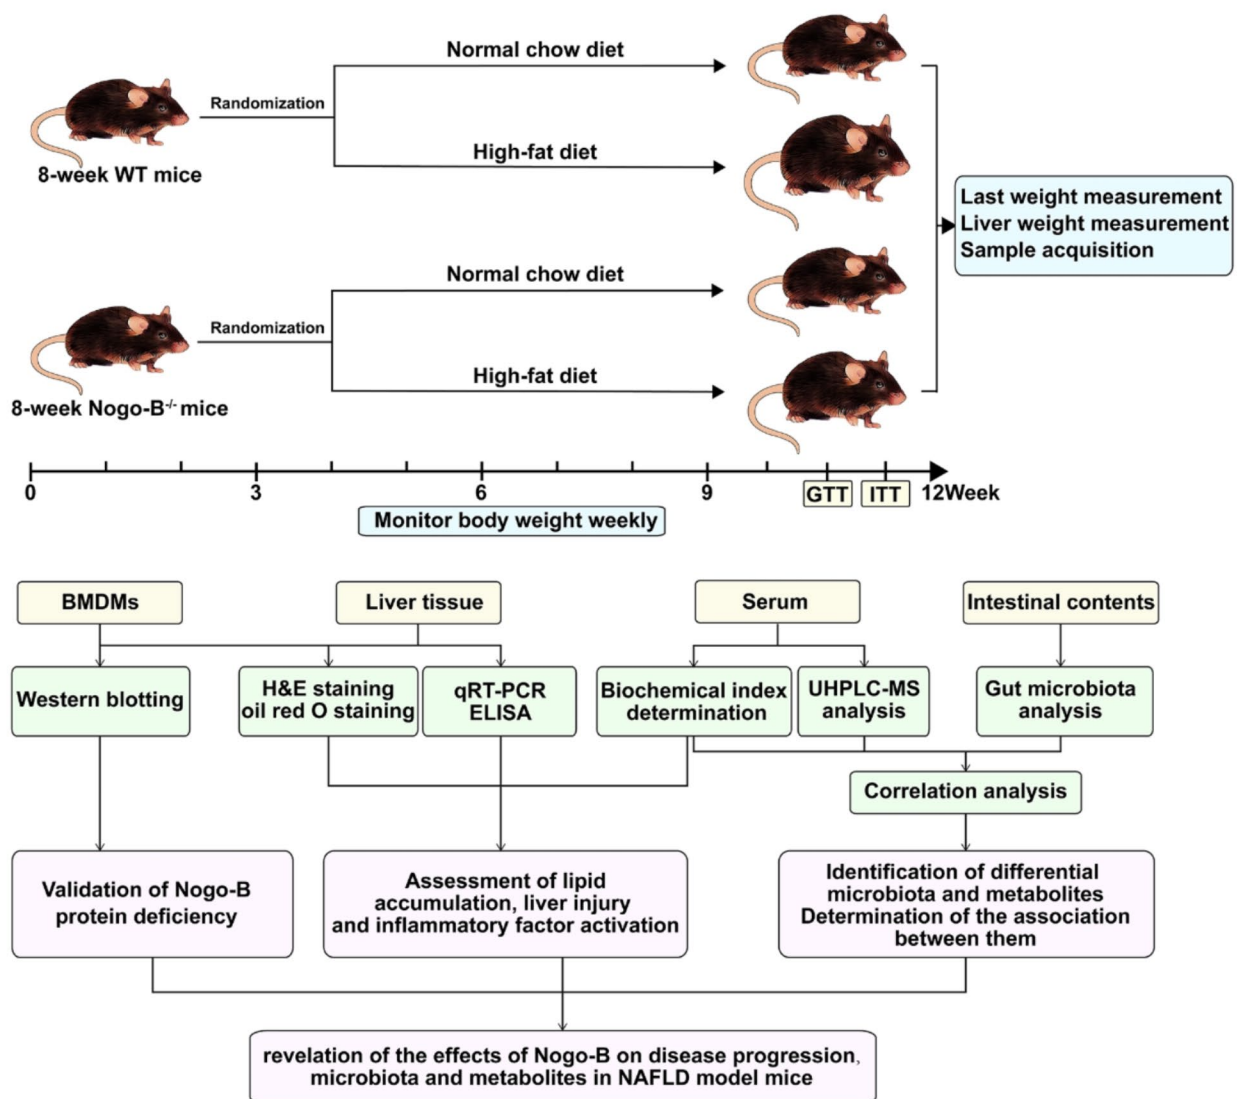 Normal chow diet
Randomization
High-fat diet
8-week WT mice
Last weight measurement
Liver weight measurement
Sample acquisition
Normal chow diet
Randomization
High-fat diet
8-week Nogo-B-/- mice
0 3 6 9 GTT ITT 12Week
Monitor body weight weekly
BMDMs
Liver tissue
Serum
Intestinal contents
Western blotting
H&E staining
oil red O staining
qRT-PCR
ELISA
Biochemical index
determination
UHPLC-MS
analysis
Gut microbiota
analysis
Correlation analysis
Validation of Nogo-B
protein deficiency
Assessment of lipid
accumulation, liver injury
and inflammatory factor activation
Identification of differential
microbiota and metabolites
Determination of the association
between them
revelation of the effects of Nogo-B on disease progression,
microbiota and metabolites in NAFLD model mice